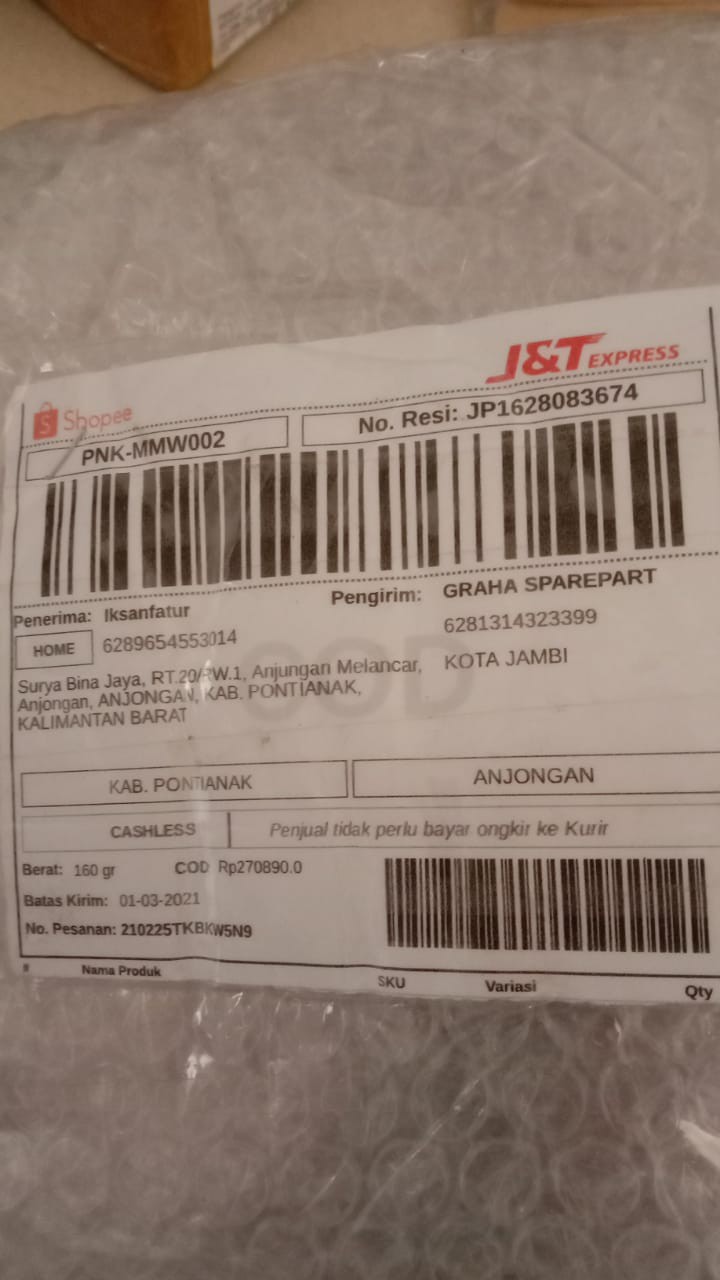 J&T EXPRESS
Shopee
PNK-MMW002
No. Resi: JP1628083674
Penerima: Iksanfatur
Pengirim: GRAHA SPAREPART
HOME 6289654553014
6281314323399
Surya Bina Jaya, RT.20/RW.1, Anjungan Melancar,
KOTA JAMBI
Anjongan, ANJONGAN, KAB. PONTIANAK,
KALIMANTAN BARAT
COD
KAB. PONTIANAK
ANJONGAN
CASHLESS
Penjual tidak perlu bayar ongkir ke Kurir
Berat: 160 gr
COD Rp270890.0
Batas Kirim: 01-03-2021
No. Pesanan: 210225TKBKW5N9
# Nama Produk SKU Variasi Qty